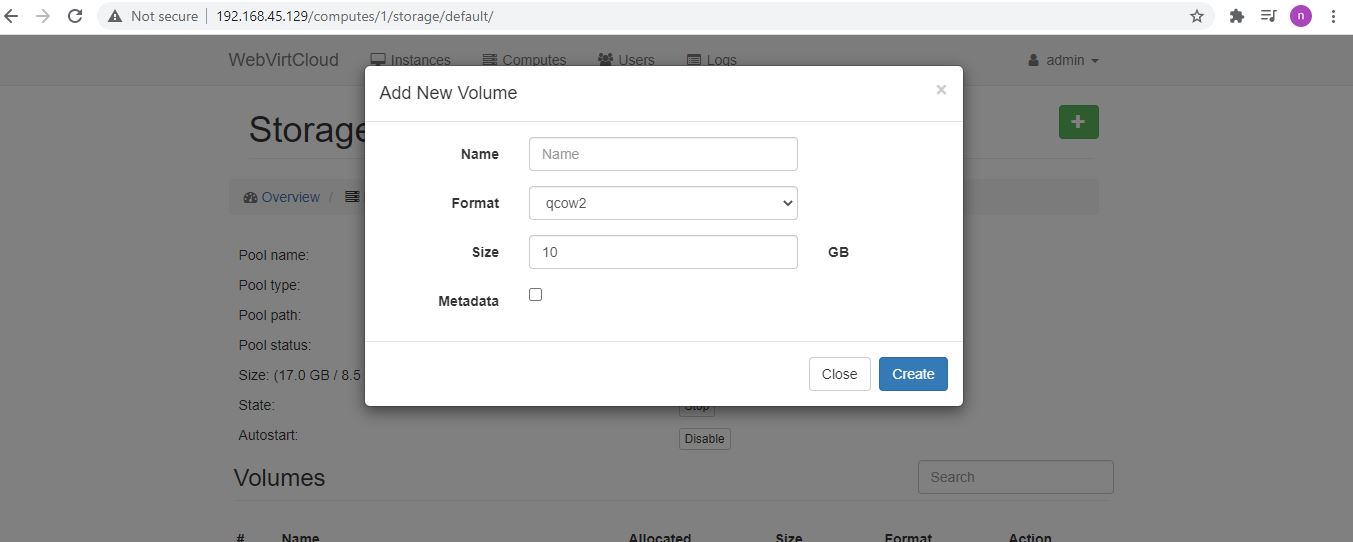 Not secure 192.168.45.129/computes/1/storage/default/ n
WebVirtCloud Instances Computes Users Logs admin
Add New Volume ×
Storage +
Name Name
Format qcow2
Overview /
Size 10 GB
Pool name:
Pool type:
Metadata
Pool path:
Pool status:
Size: (17.0 GB / 8.5
Close Create
State: Stop
Autostart: Disable
Volumes Search
# Name Allocated Size Format Action